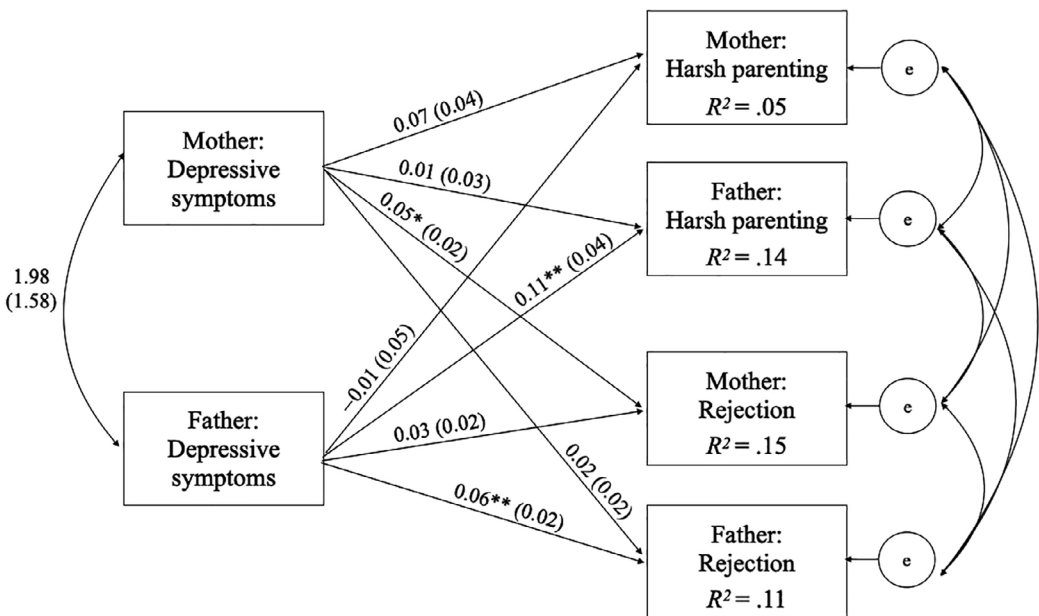 Mother:
Depressive
symptoms
1.98
(1.58)
Father:
Depressive
symptoms
0.07 (0.04)
0.01 (0.03)
0.05* (0.02)
0.11** (0.04)
–0.01 (0.05)
0.03 (0.02)
0.02 (0.02)
0.06** (0.02)
Mother:
Harsh parenting
R² = .05
e
Father:
Harsh parenting
R² = .14
e
Mother:
Rejection
R² = .15
e
Father:
Rejection
R² = .11
e